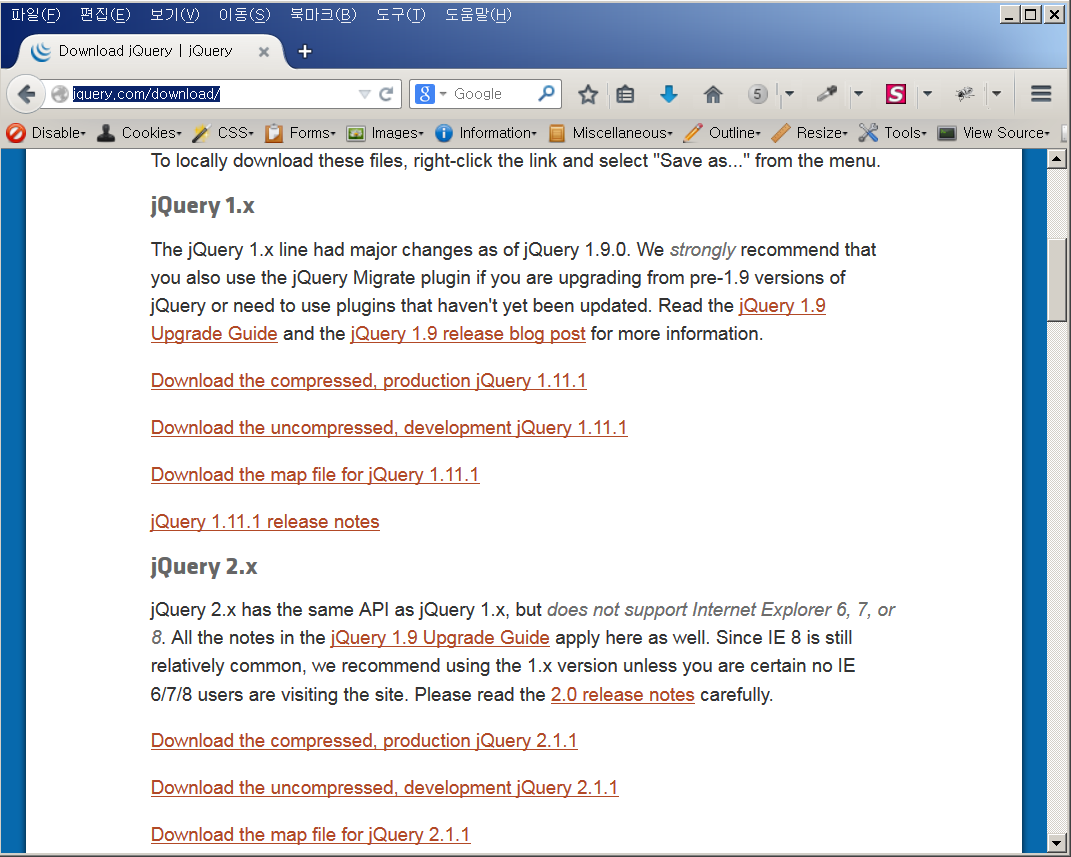 파일(F) 편집(E) 보기(V) 이동(S) 북마크(B) 도구(T) 도움말(H)
Download jQuery | jQuery
jquery.com/download/ Google 5 S
Disable Cookies CSS Forms Images Information Miscellaneous Outline Resize Tools View Source
To locally download these files, right-click the link and select "Save as..." from the menu.
jQuery 1.x
The jQuery 1.x line had major changes as of jQuery 1.9.0. We strongly recommend that
you also use the jQuery Migrate plugin if you are upgrading from pre-1.9 versions of
jQuery or need to use plugins that haven't yet been updated. Read the jQuery 1.9
Upgrade Guide and the jQuery 1.9 release blog post for more information.
Download the compressed, production jQuery 1.11.1
Download the uncompressed, development jQuery 1.11.1
Download the map file for jQuery 1.11.1
jQuery 1.11.1 release notes
jQuery 2.x
jQuery 2.x has the same API as jQuery 1.x, but does not support Internet Explorer 6, 7, or
8. All the notes in the jQuery 1.9 Upgrade Guide apply here as well. Since IE 8 is still
relatively common, we recommend using the 1.x version unless you are certain no IE
6/7/8 users are visiting the site. Please read the 2.0 release notes carefully.
Download the compressed, production jQuery 2.1.1
Download the uncompressed, development jQuery 2.1.1
Download the map file for jQuery 2.1.1